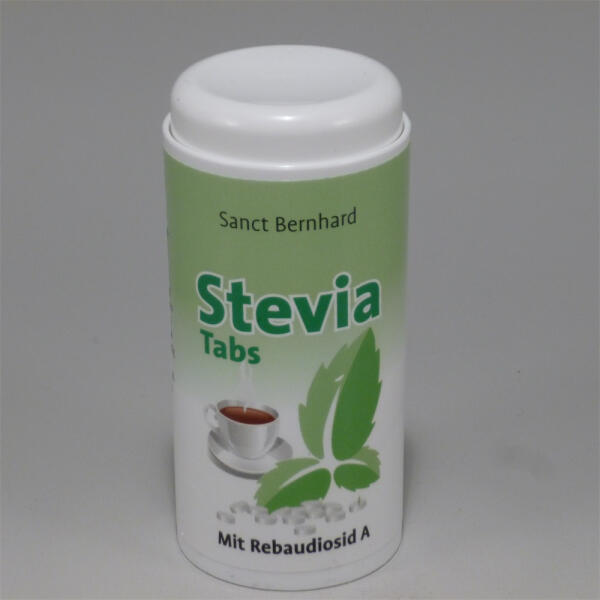 Sanct Bernhard
Stevia
Tabs
Mit Rebaudiosid A